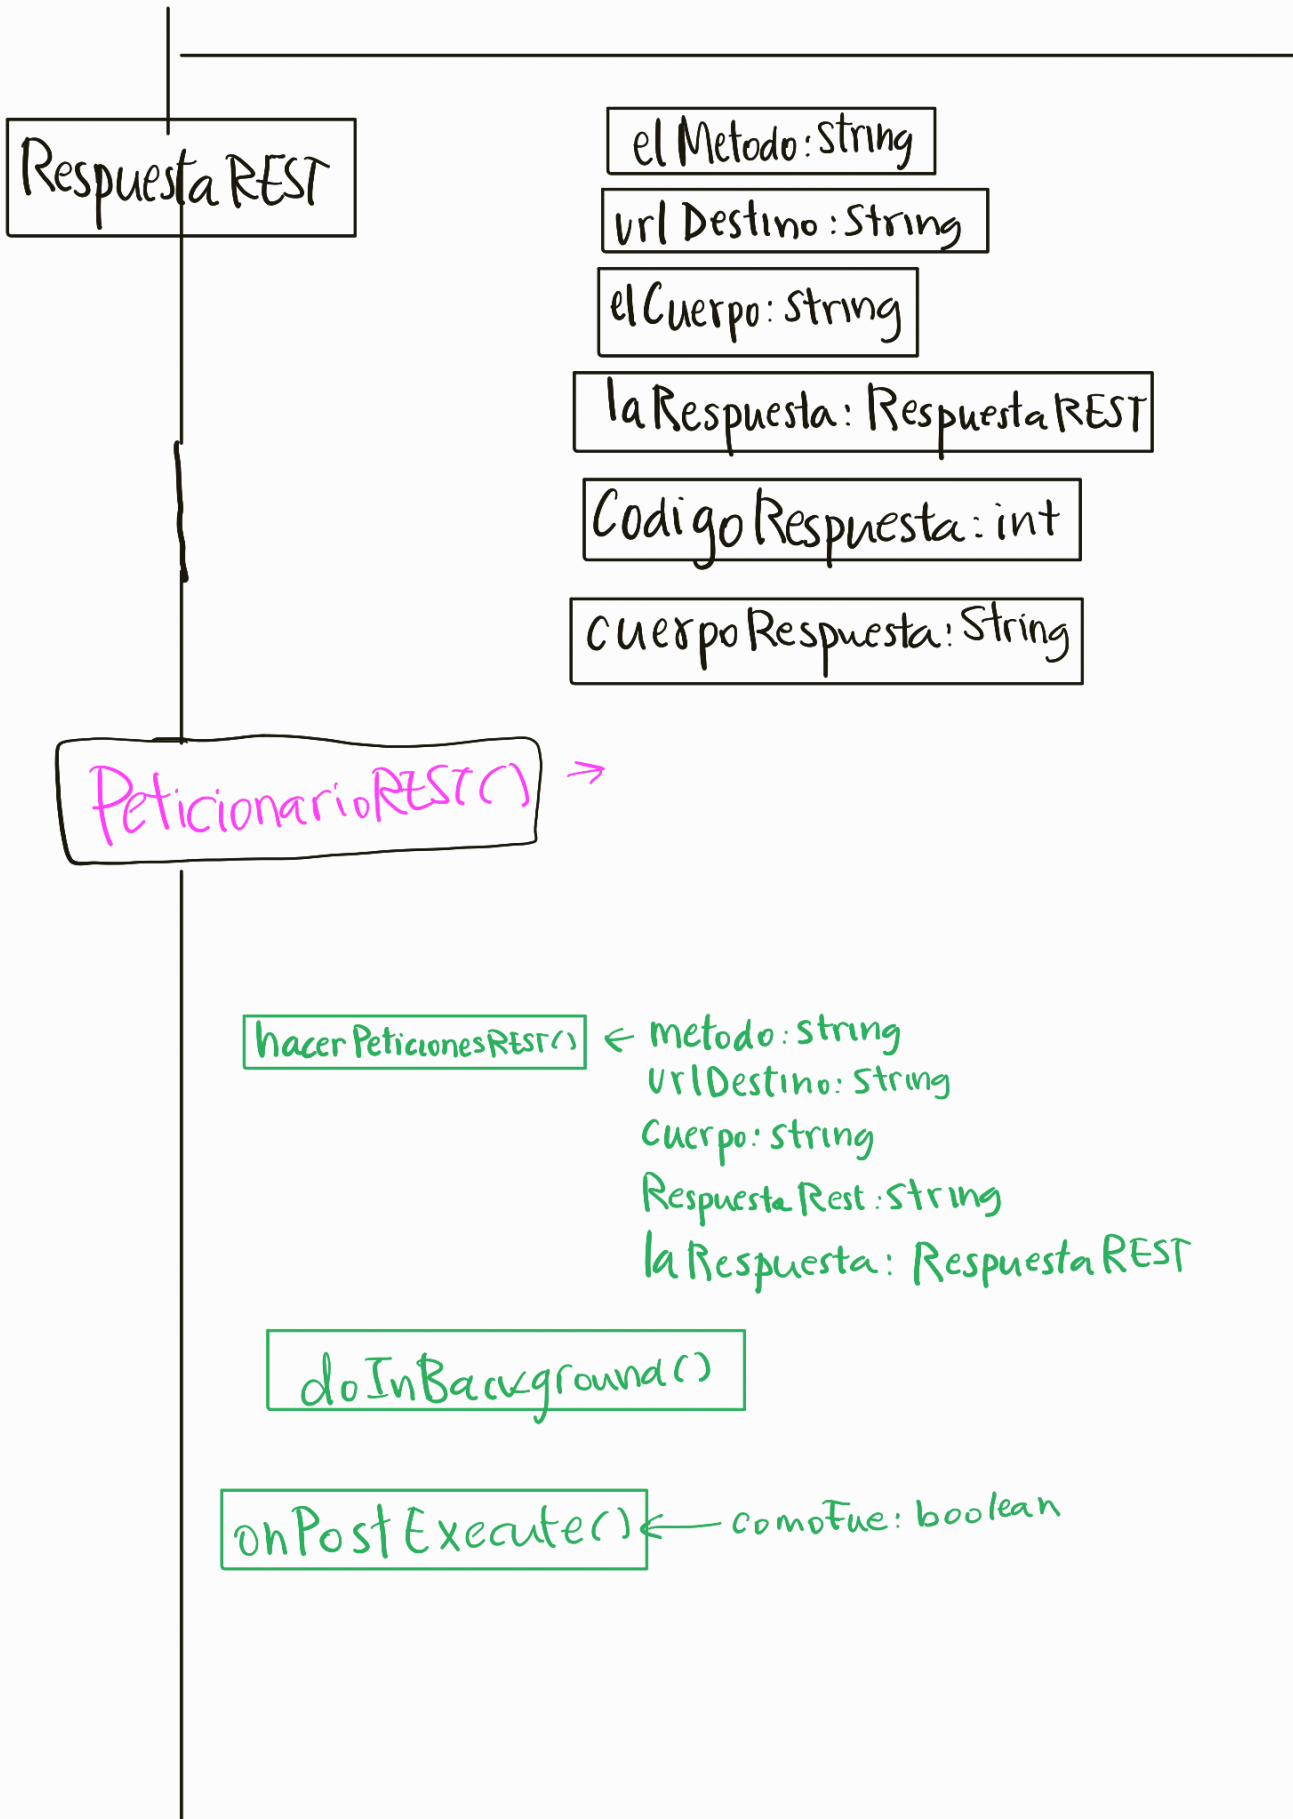 RespuestaREST
elMetodo: String
urlDestino: String
elCuerpo: String
laRespuesta: RespuestaREST
CodigoRespuesta: int
cuerpoRespuesta: String
PeticionarioREST() →
hacerPeticionesREST() ← metodo: String
urlDestino: String
Cuerpo: String
RespuestaRest: String
laRespuesta: RespuestaREST
doInBackground()
onPostExecute() ← comoFue: boolean